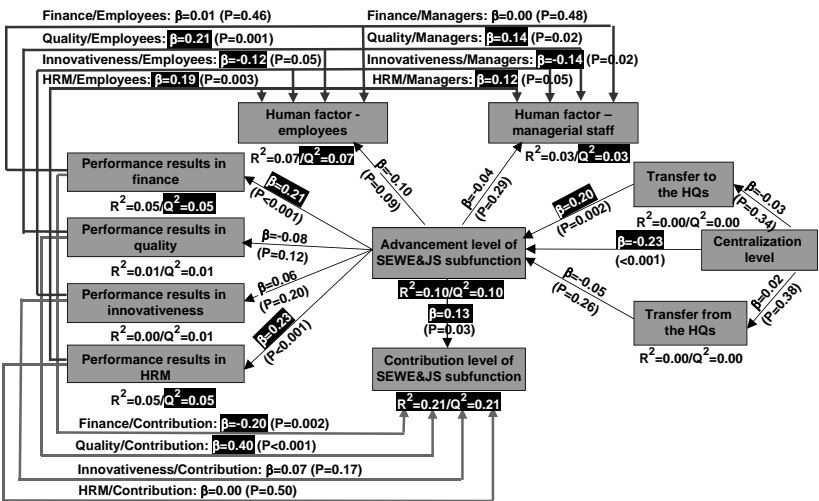 Finance/Employees: β=0.01 (P=0.46)
Quality/Employees: β=0.21 (P=0.001)
Innovativeness/Employees: β=-0.12 (P=0.05)
HRM/Employees: β=0.19 (P=0.003)
Finance/Managers: β=0.00 (P=0.48)
Quality/Managers: β=0.14 (P=0.02)
Innovativeness/Managers: β=-0.14 (P=0.02)
HRM/Managers: β=0.12 (P=0.05)
Human factor -
employees
R²=0.07/Q²=0.07
Human factor –
managerial staff
R²=0.03/Q²=0.03
Performance results in
finance
R²=0.05/Q²=0.05
Performance results in
quality
R²=0.01/Q²=0.01
Performance results in
innovativeness
R²=0.00/Q²=0.01
Performance results in
HRM
R²=0.05/Q²=0.05
β=-0.10
(P=0.09)
β=-0.04
(P=0.29)
β=0.21
(P<0.001)
β=-0.08
(P=0.12)
β=0.06
(P=0.20)
β=0.23
(P<0.001)
Advancement level of
SEWE&JS subfunction
R²=0.10/Q²=0.10
β=0.13
(P=0.03)
Contribution level of
SEWE&JS subfunction
R²=0.21/Q²=0.21
β=0.20
(P=0.002)
β=-0.23
(<0.001)
β=-0.05
(P=0.26)
Transfer to
the HQs
R²=0.00/Q²=0.00
β=-0.03
(P=0.34)
Centralization
level
β=0.02
(P=0.38)
Transfer from
the HQs
R²=0.00/Q²=0.00
Finance/Contribution: β=-0.20 (P=0.002)
Quality/Contribution: β=0.40 (P<0.001)
Innovativeness/Contribution: β=0.07 (P=0.17)
HRM/Contribution: β=0.00 (P=0.50)